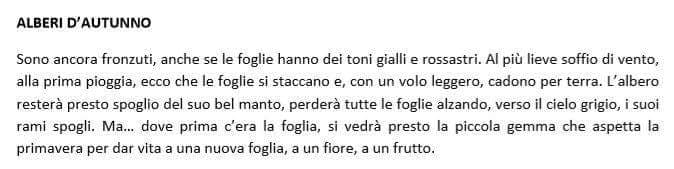 ALBERI D’AUTUNNO
Sono ancora fronzuti, anche se le foglie hanno dei toni gialli e rossastri. Al più lieve soffio di vento,
alla prima pioggia, ecco che le foglie si staccano e, con un volo leggero, cadono per terra. L’albero
resterà presto spoglio del suo bel manto, perderà tutte le foglie alzando, verso il cielo grigio, i suoi
rami spogli. Ma… dove prima c’era la foglia, si vedrà presto la piccola gemma che aspetta la
primavera per dar vita a una nuova foglia, a un fiore, a un frutto.